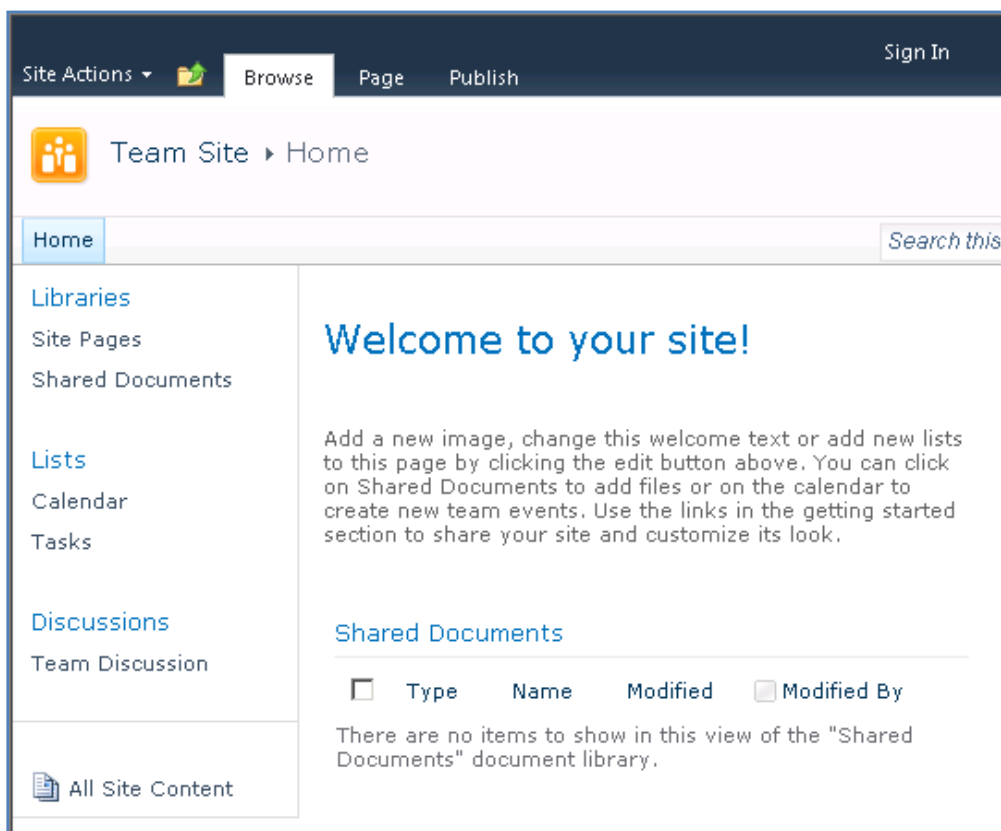 Sign In
Site Actions
Browse
Page
Publish
Team Site
Home
Home
Search this
Libraries
Site Pages
Shared Documents
Lists
Calendar
Tasks
Discussions
Team Discussion
All Site Content
Welcome to your site!
Add a new image, change this welcome text or add new lists
to this page by clicking the edit button above. You can click
on Shared Documents to add files or on the calendar to
create new team events. Use the links in the getting started
section to share your site and customize its look.
Shared Documents
Type Name Modified Modified By
There are no items to show in this view of the "Shared
Documents" document library.